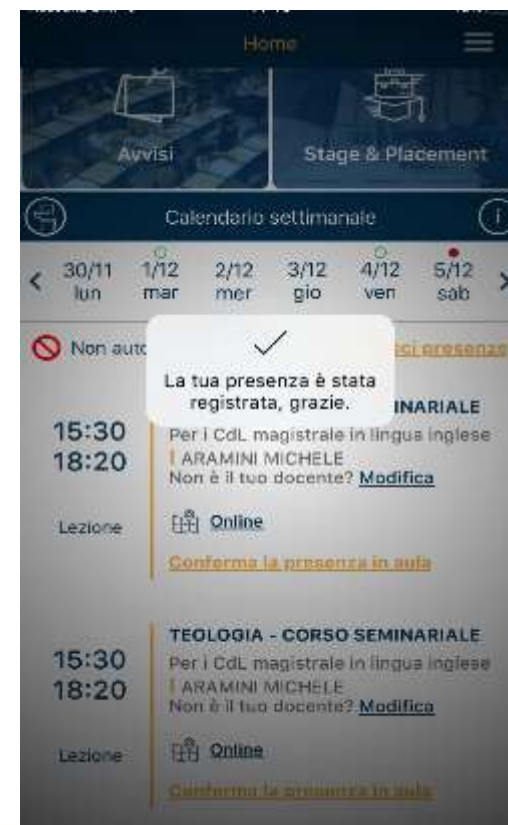 Home
Avvisi
Stage & Placement
Calendario settimanale
30/11 1/12 2/12 3/12 4/12 5/12
lun mar mer gio ven sab
Non auto
presenze
La tua presenza è stata
registrata, grazie.
INARIALE
15:30
18:20
Per i CdL magistrale in lingua inglese
ARAMINI MICHELE
Non è il tuo docente? Modifica
Lezione
Online
Conferma la presenza in aula
TEOLOGIA - CORSO SEMINARIALE
15:30
18:20
Per i CdL magistrale in lingua inglese
ARAMINI MICHELE
Non è il tuo docente? Modifica
Lezione
Online
Conferma la presenza in aula